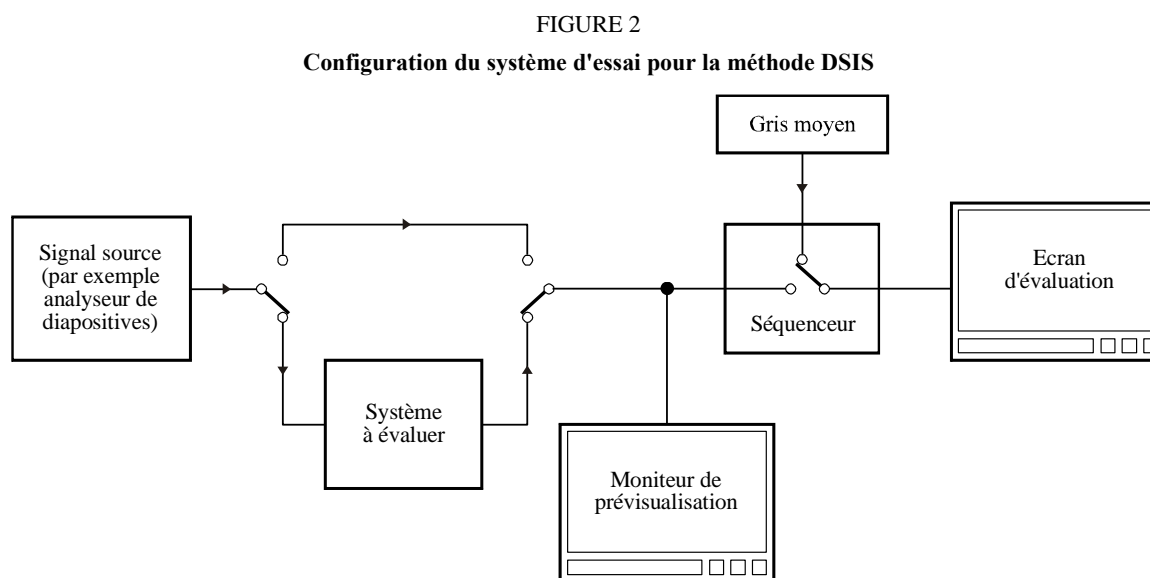 FIGURE 2
Configuration du système d'essai pour la méthode DSIS
Gris moyen
Signal source
(par exemple
analyseur de
diapositives)
Ecran
d'évaluation
Séquenceur
Système
à évaluer
Moniteur de
prévisualisation